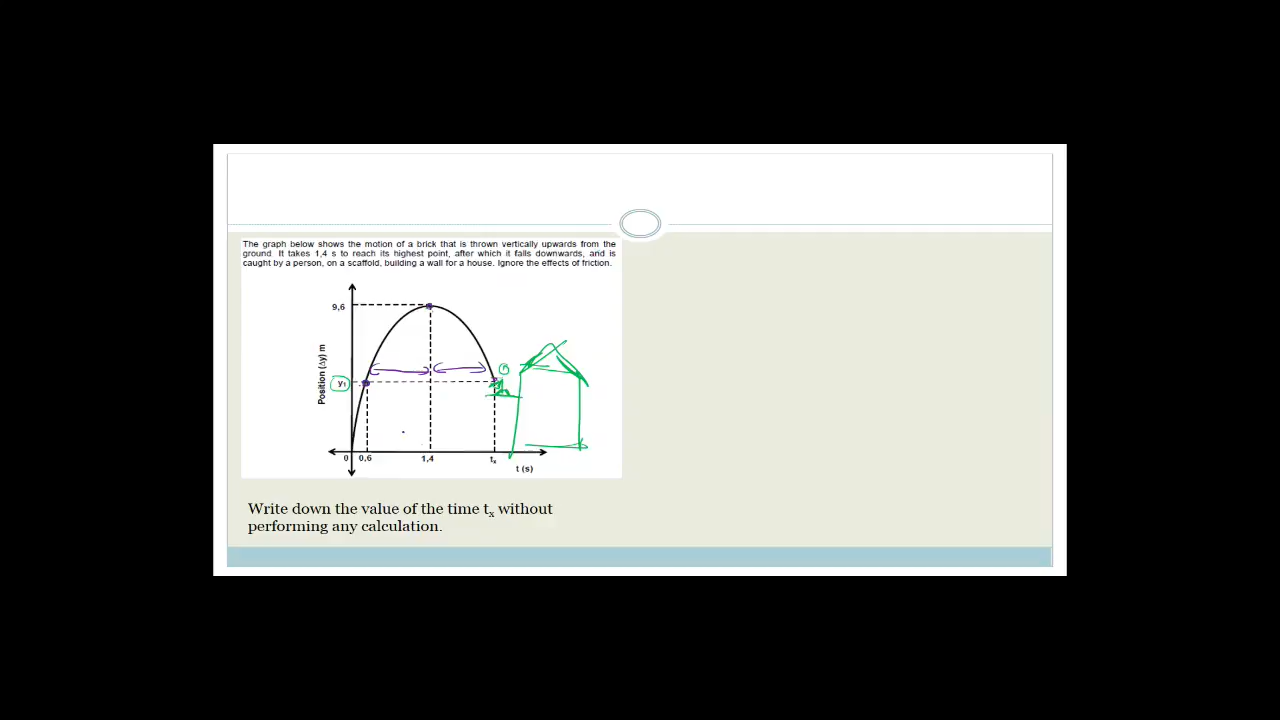 The graph below shows the motion of a brick that is thrown vertically upwards from the
ground. It takes 1,4 s to reach its highest point, after which it falls downwards, and is
caught by a person, on a scaffold, building a wall for a house. Ignore the effects of friction.
9,6
Position (Δy) m
y₁
0 0,6 1,4 tₓ
t (s)
Write down the value of the time tₓ without
performing any calculation.